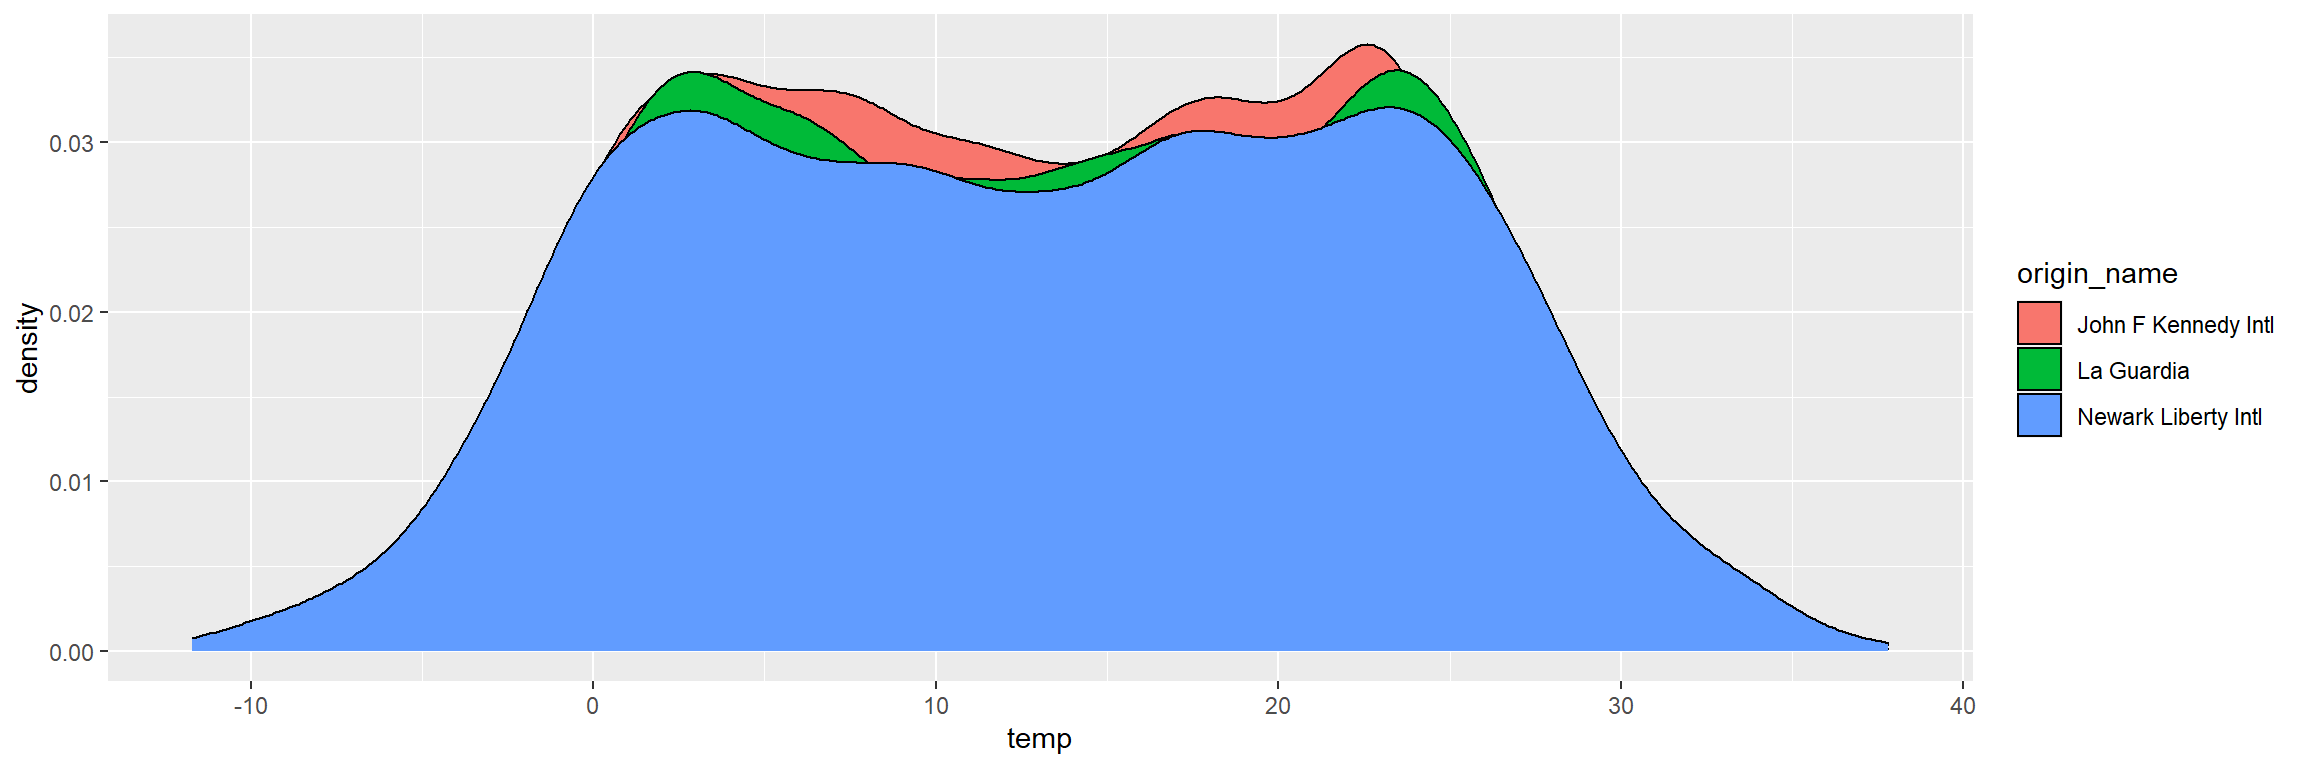 density
0.03
0.02
0.01
0.00
-10 0 10 20 30 40
temp
origin_name
John F Kennedy Intl
La Guardia
Newark Liberty Intl